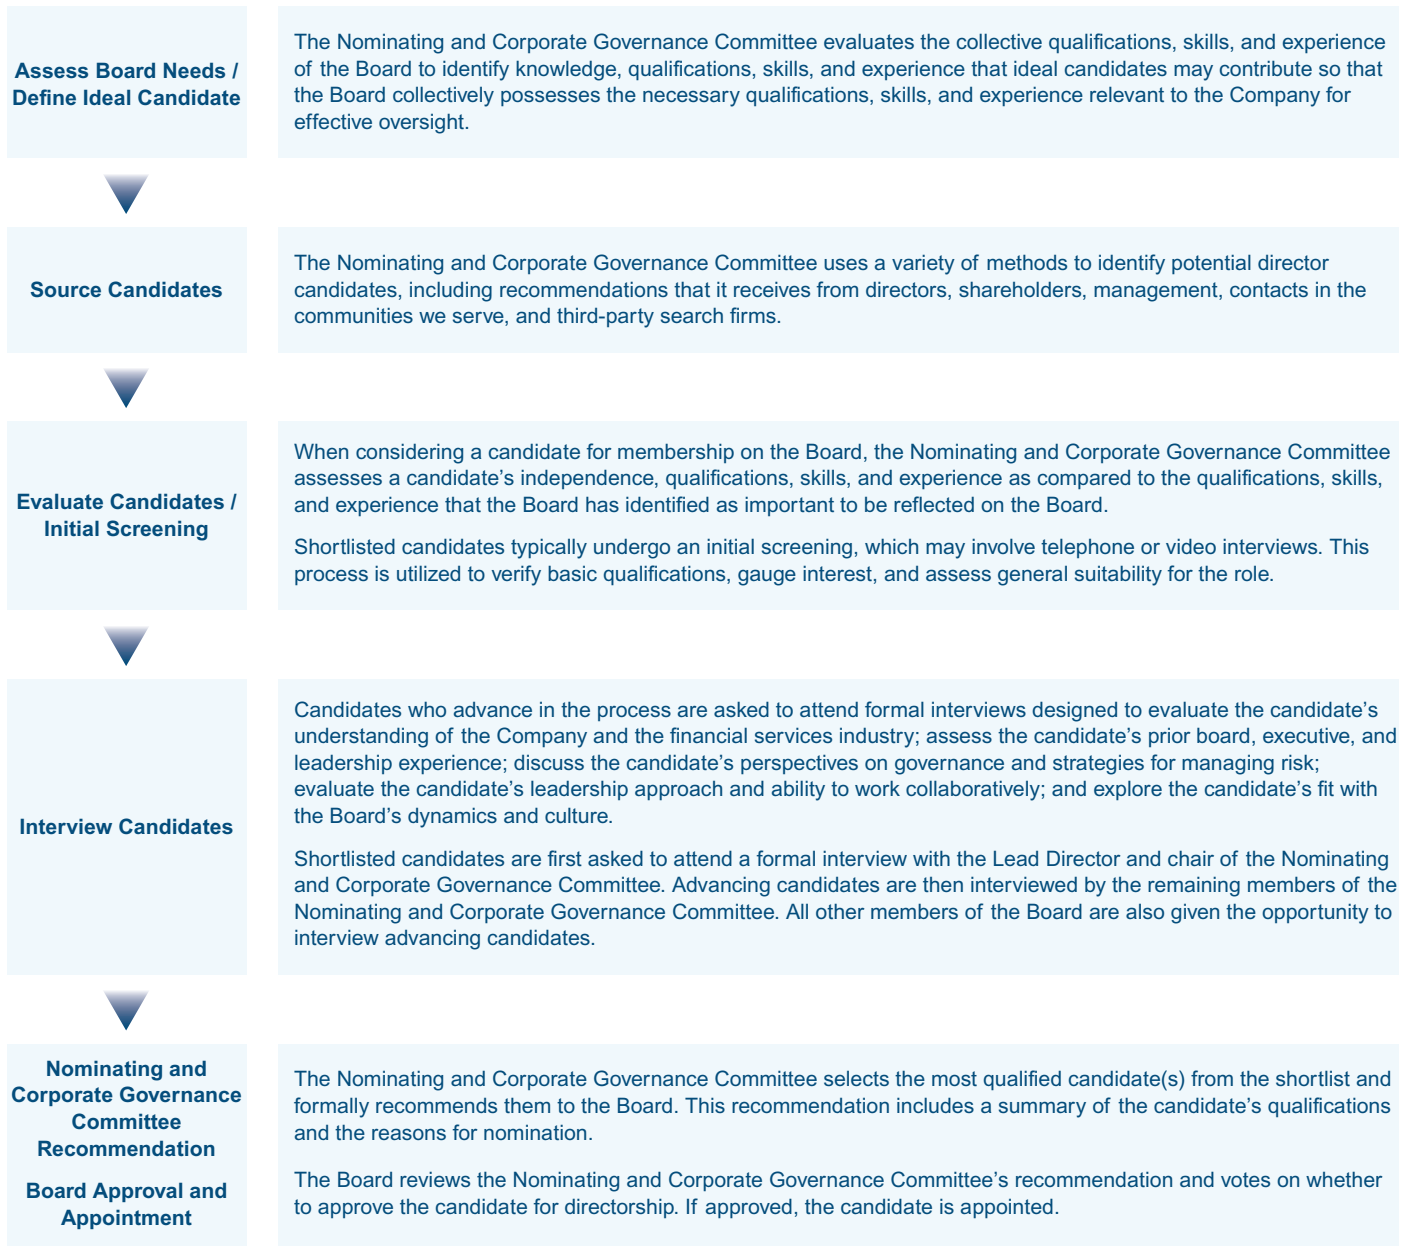 Assess Board Needs /
Define Ideal Candidate
The Nominating and Corporate Governance Committee evaluates the collective qualifications, skills, and experience
of the Board to identify knowledge, qualifications, skills, and experience that ideal candidates may contribute so that
the Board collectively possesses the necessary qualifications, skills, and experience relevant to the Company for
effective oversight.
Source Candidates
The Nominating and Corporate Governance Committee uses a variety of methods to identify potential director
candidates, including recommendations that it receives from directors, shareholders, management, contacts in the
communities we serve, and third-party search firms.
Evaluate Candidates /
Initial Screening
When considering a candidate for membership on the Board, the Nominating and Corporate Governance Committee
assesses a candidate’s independence, qualifications, skills, and experience as compared to the qualifications, skills,
and experience that the Board has identified as important to be reflected on the Board.
Shortlisted candidates typically undergo an initial screening, which may involve telephone or video interviews. This
process is utilized to verify basic qualifications, gauge interest, and assess general suitability for the role.
Interview Candidates
Candidates who advance in the process are asked to attend formal interviews designed to evaluate the candidate’s
understanding of the Company and the financial services industry; assess the candidate’s prior board, executive, and
leadership experience; discuss the candidate’s perspectives on governance and strategies for managing risk;
evaluate the candidate’s leadership approach and ability to work collaboratively; and explore the candidate’s fit with
the Board’s dynamics and culture.
Shortlisted candidates are first asked to attend a formal interview with the Lead Director and chair of the Nominating
and Corporate Governance Committee. Advancing candidates are then interviewed by the remaining members of the
Nominating and Corporate Governance Committee. All other members of the Board are also given the opportunity to
interview advancing candidates.
Nominating and
Corporate Governance
Committee
Recommendation
The Nominating and Corporate Governance Committee selects the most qualified candidate(s) from the shortlist and
formally recommends them to the Board. This recommendation includes a summary of the candidate’s qualifications
and the reasons for nomination.
Board Approval and
Appointment
The Board reviews the Nominating and Corporate Governance Committee’s recommendation and votes on whether
to approve the candidate for directorship. If approved, the candidate is appointed.